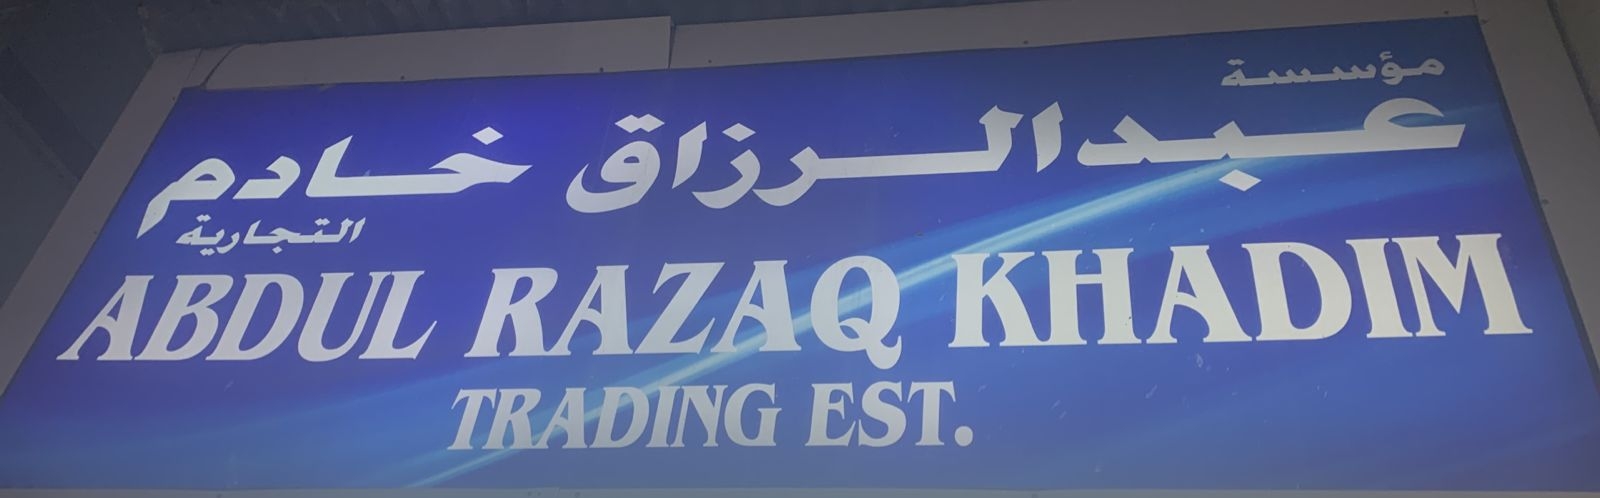 مؤسسة
عبدالرزاق خادم
التجارية
ABDUL RAZAQ KHADIM
TRADING EST.